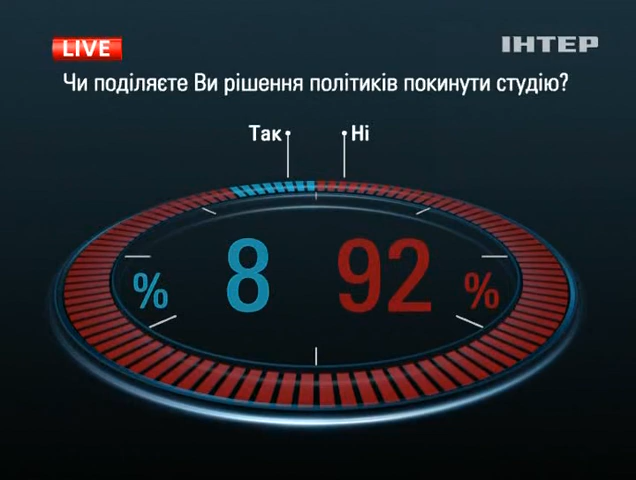 LIVE
ІНТЕР
Чи поділяєте Ви рішення політиків покинути студію?
Так Ні
% 8 92 %